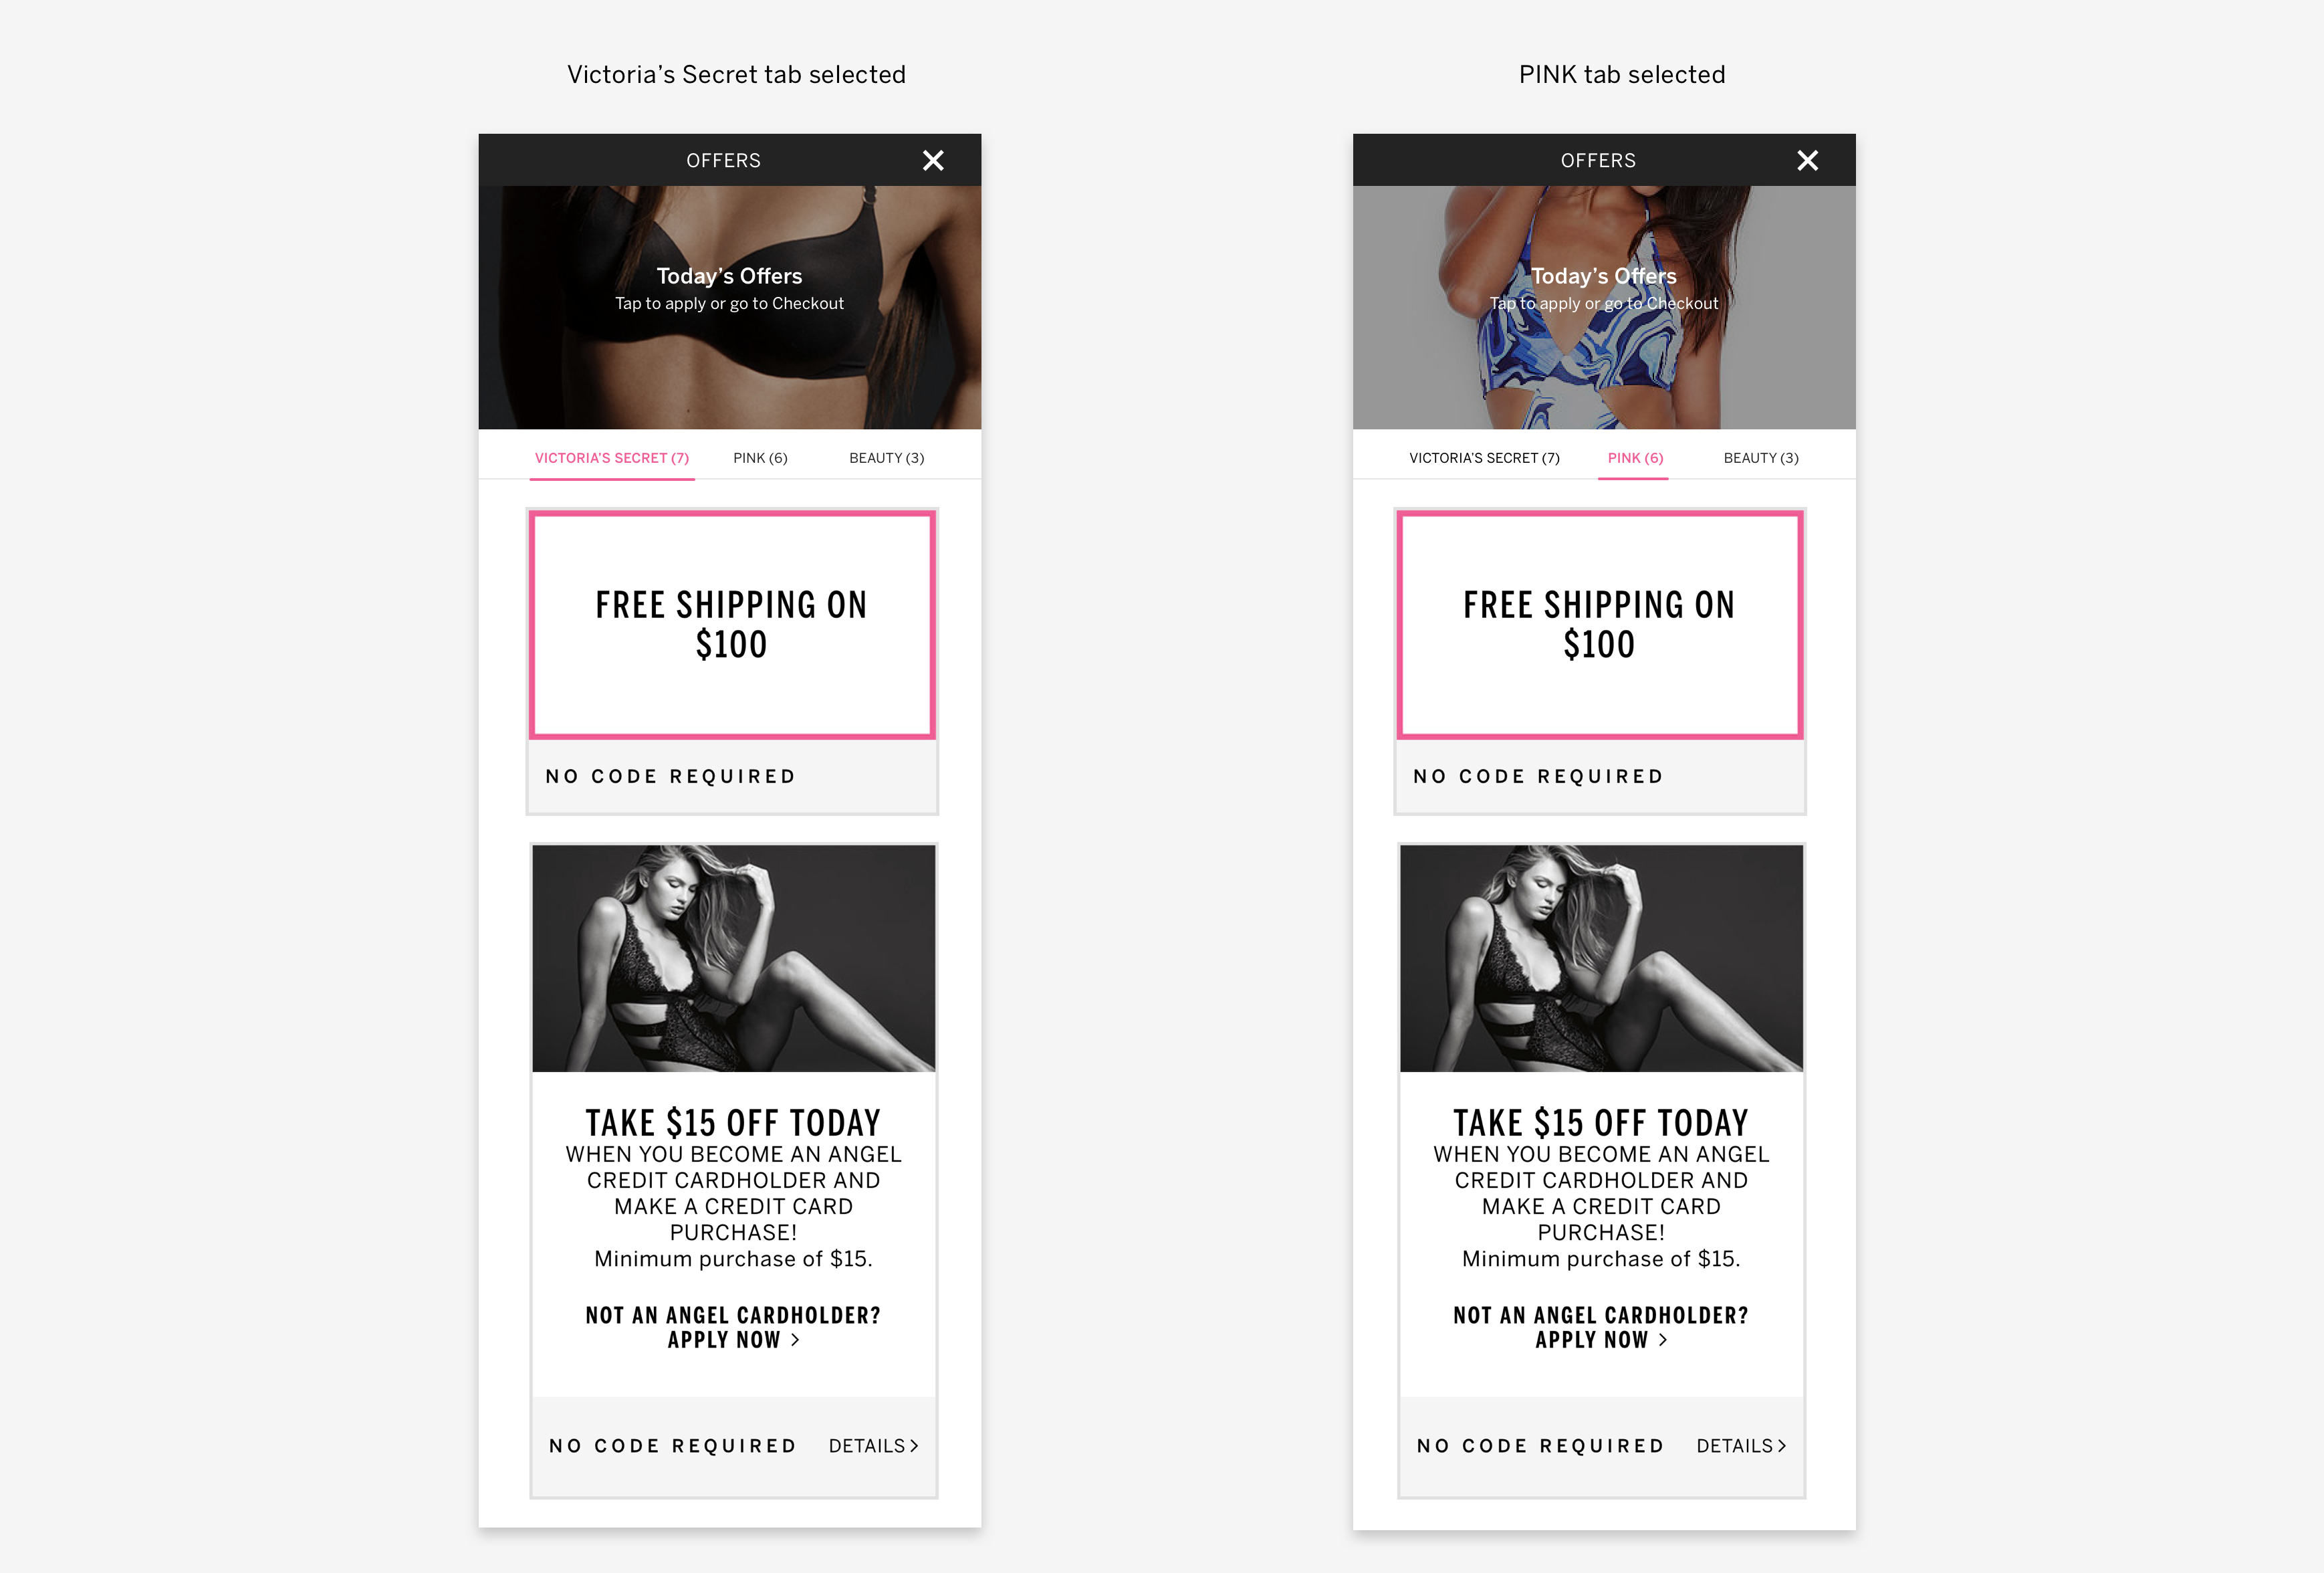 Victoria’s Secret tab selected
OFFERS
Today’s Offers
Tap to apply or go to Checkout
VICTORIA’S SECRET (7) PINK (6) BEAUTY (3)
FREE SHIPPING ON
$100
NO CODE REQUIRED
TAKE $15 OFF TODAY
WHEN YOU BECOME AN ANGEL
CREDIT CARDHOLDER AND
MAKE A CREDIT CARD
PURCHASE!
Minimum purchase of $15.
NOT AN ANGEL CARDHOLDER?
APPLY NOW >
NO CODE REQUIRED DETAILS >
PINK tab selected
OFFERS
Today’s Offers
Tap to apply or go to Checkout
VICTORIA’S SECRET (7) PINK (6) BEAUTY (3)
FREE SHIPPING ON
$100
NO CODE REQUIRED
TAKE $15 OFF TODAY
WHEN YOU BECOME AN ANGEL
CREDIT CARDHOLDER AND
MAKE A CREDIT CARD
PURCHASE!
Minimum purchase of $15.
NOT AN ANGEL CARDHOLDER?
APPLY NOW >
NO CODE REQUIRED DETAILS >